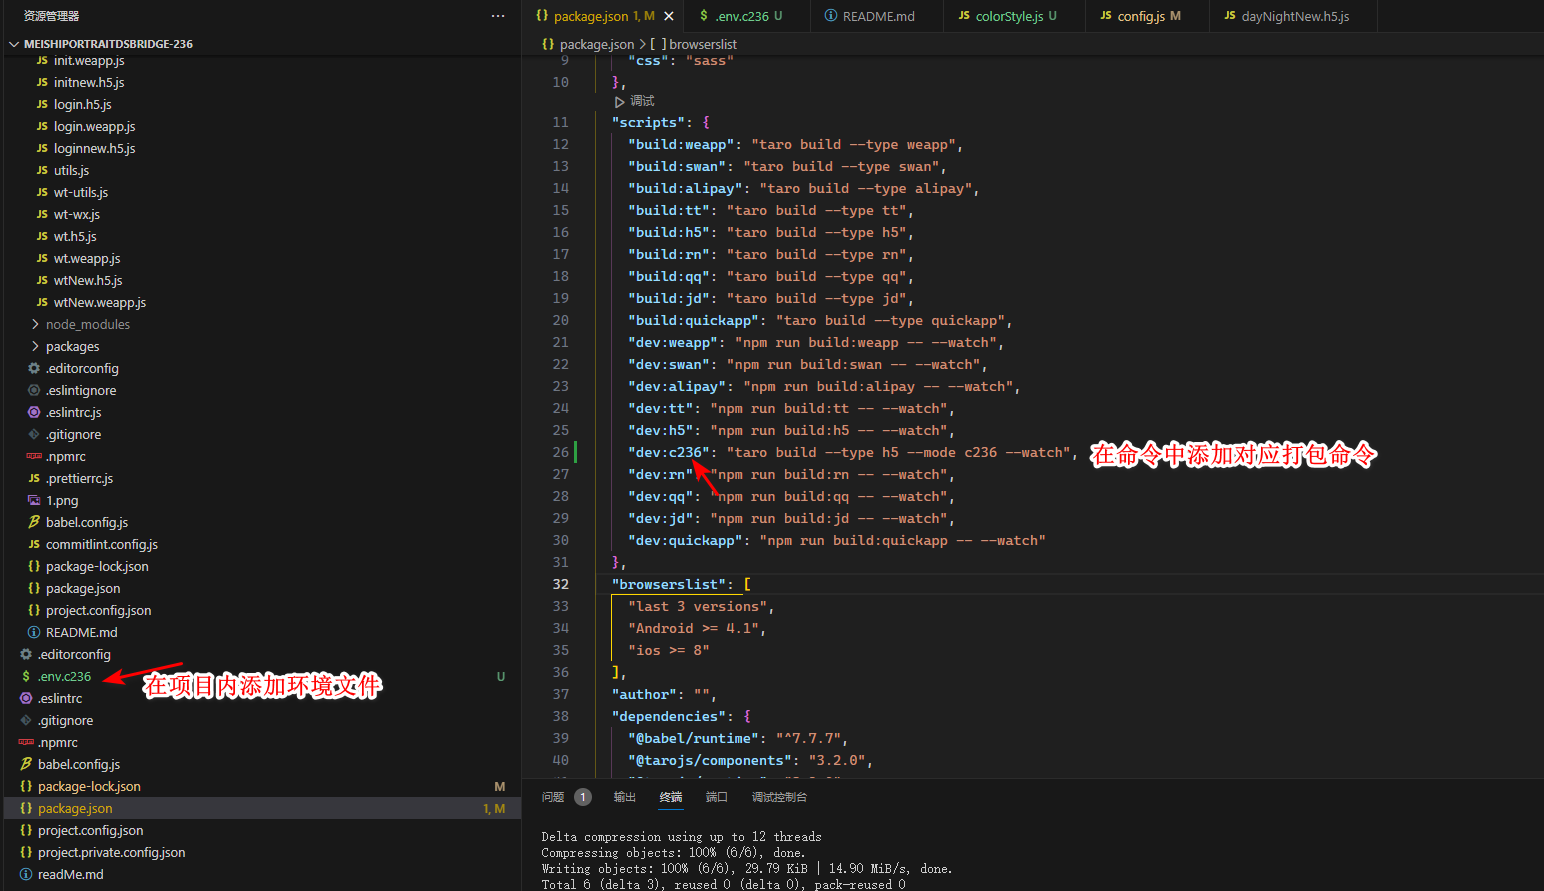 资源管理器
MEISHIPORTRAITDSBRIDGE-236
JS init.weapp.js
JS initnew.h5.js
JS login.h5.js
JS login.weapp.js
JS loginnew.h5.js
JS utils.js
JS wt-utils.js
JS wt-wx.js
JS wt.h5.js
JS wt.weapp.js
JS wtNew.h5.js
JS wtNew.weapp.js
node_modules
packages
.editorconfig
.eslintignore
.eslintrc.js
.gitignore
.npmrc
JS .prettierrc.js
1.png
babel.config.js
JS commitlint.config.js
{} package-lock.json
{} package.json
{} project.config.json
README.md
.editorconfig
$ .env.c236 U
在项目内添加环境文件
.eslintrc
.gitignore
.npmrc
babel.config.js
{} package-lock.json M
{} package.json 1, M
{} project.config.json
{} project.private.config.json
readMe.md
{} package.json 1, M
$ .env.c236 U
README.md
JS colorStyle.js U
JS config.js M
JS dayNightNew.h5.js
{} package.json > [ ] browserslist
9 "css": "sass"
10 },
调试
11 "scripts": {
12 "build:weapp": "taro build --type weapp",
13 "build:swan": "taro build --type swan",
14 "build:alipay": "taro build --type alipay",
15 "build:tt": "taro build --type tt",
16 "build:h5": "taro build --type h5",
17 "build:rn": "taro build --type rn",
18 "build:qq": "taro build --type qq",
19 "build:jd": "taro build --type jd",
20 "build:quickapp": "taro build --type quickapp",
21 "dev:weapp": "npm run build:weapp -- --watch",
22 "dev:swan": "npm run build:swan -- --watch",
23 "dev:alipay": "npm run build:alipay -- --watch",
24 "dev:tt": "npm run build:tt -- --watch",
25 "dev:h5": "npm run build:h5 -- --watch",
26 "dev:c236": "taro build --type h5 --mode c236 --watch",
在命令中添加对应打包命令
27 "dev:rn": "npm run build:rn -- --watch",
28 "dev:qq": "npm run build:qq -- --watch",
29 "dev:jd": "npm run build:jd -- --watch",
30 "dev:quickapp": "npm run build:quickapp -- --watch"
31 },
32 "browserslist": [
33 "last 3 versions",
34 "Android >= 4.1",
35 "ios >= 8"
36 ],
37 "author": "",
38 "dependencies": {
39 "@babel/runtime": "^7.7.7",
40 "@tarojs/components": "3.2.0",
问题 1 输出 终端 端口 调试控制台
Delta compression using up to 12 threads
Compressing objects: 100% (6/6), done.
Writing objects: 100% (6/6), 29.79 KiB | 14.90 MiB/s, done.
Total 6 (delta 3), reused 0 (delta 0), pack-reused 0